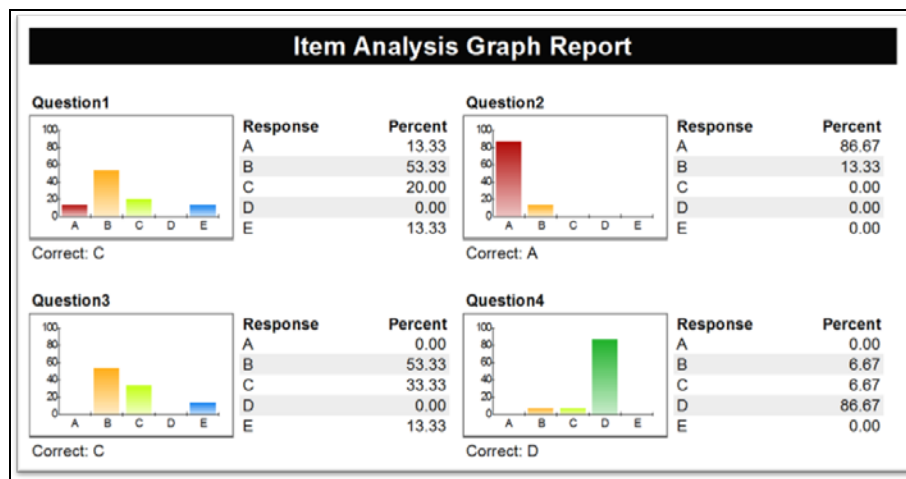 Item Analysis Graph Report
Question1
100
80
60
40
20
0
A B C D E
Response Percent
A 13.33
B 53.33
C 20.00
D 0.00
E 13.33
Correct: C
Question2
100
80
60
40
20
0
A B C D E
Response Percent
A 86.67
B 13.33
C 0.00
D 0.00
E 0.00
Correct: A
Question3
100
80
60
40
20
0
A B C D E
Response Percent
A 0.00
B 53.33
C 33.33
D 0.00
E 13.33
Correct: C
Question4
100
80
60
40
20
0
A B C D E
Response Percent
A 0.00
B 6.67
C 6.67
D 86.67
E 0.00
Correct: D